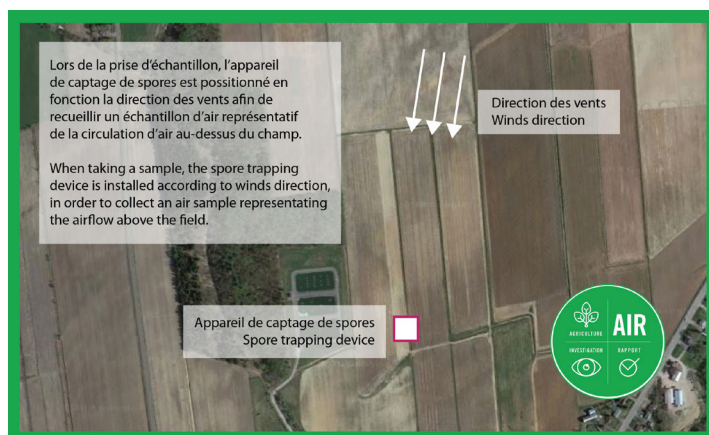 Lors de la prise d'échantillon, l'appareil
de captage de spores est possitionné en
fonction la direction des vents afin de
recueillir un échantillon d'air représentatif
de la circulation d'air au-dessus du champ.
When taking a sample, the spore trapping
device is installed according to winds direction,
in order to collect an air sample representating
the airflow above the field.
Direction des vents
Winds direction
Appareil de captage de spores
Spore trapping device
AGRICULTURE
AIR
INVESTIGATION
RAPPORT